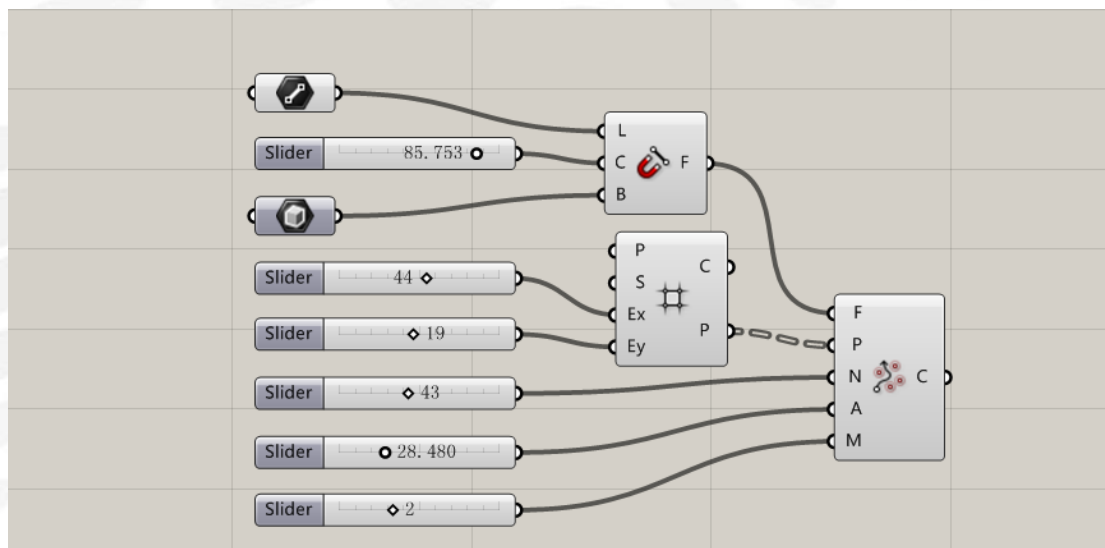 L
Slider 85.753
C
F
B
P
C
S
Slider 44
Ex
P
Slider 19
Ey
F
P
Slider 43
N
C
A
M
Slider 28.480
Slider 2